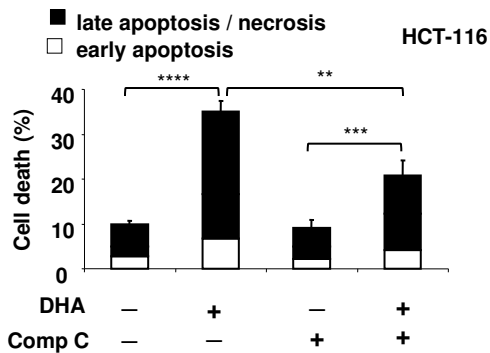 late apoptosis / necrosis
HCT-116
early apoptosis
**** **
***
Cell death (%)
40
30
20
10
0
DHA – + – +
Comp C – – + +